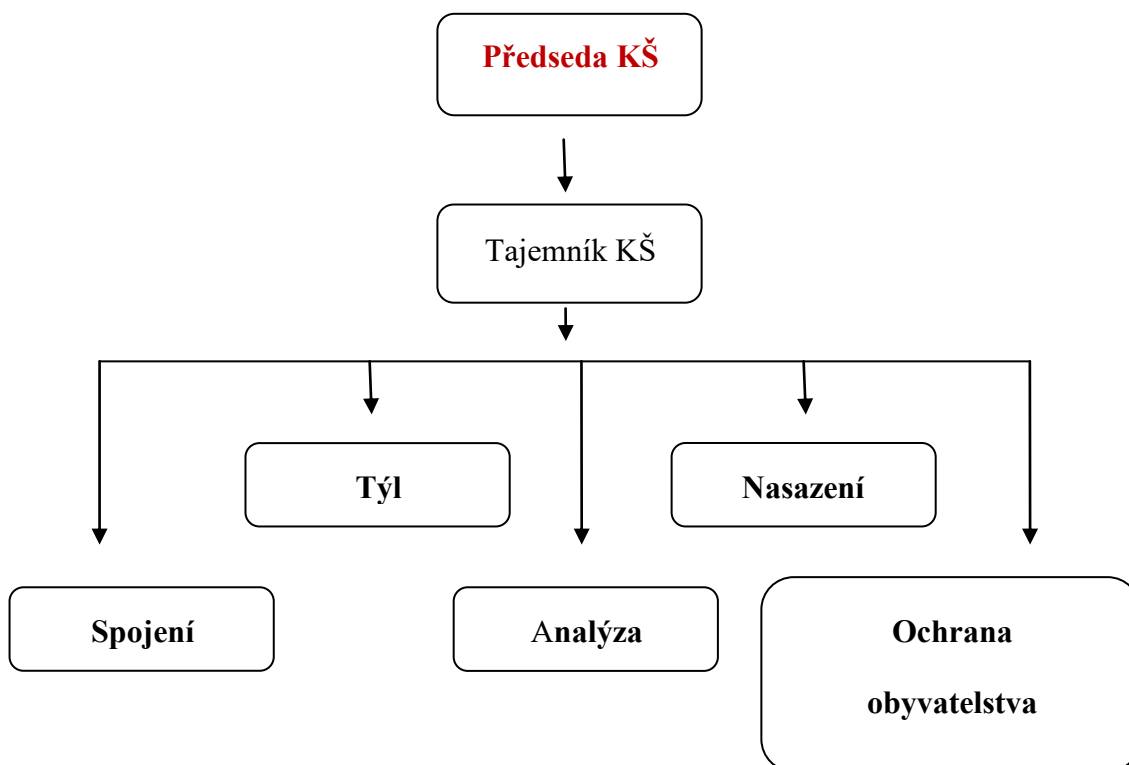 Předseda KŠ
Tajemník KŠ
Týl
Nasazení
Spojení
Analýza
Ochrana
obyvatelstva